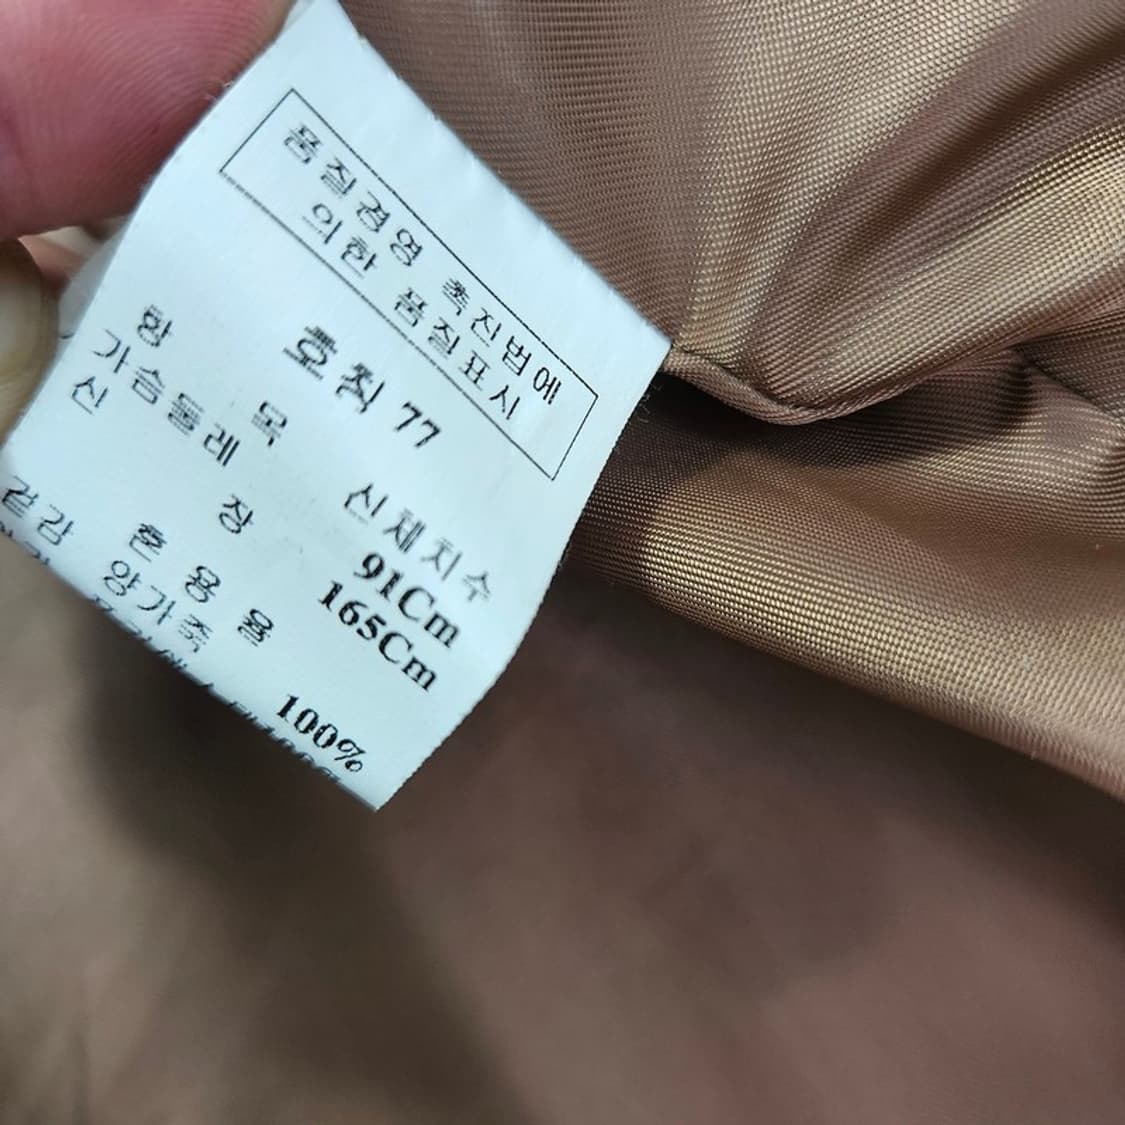 품질경영 촉진법에
의한 품질표시
호칭 77
항 목 신체치수
가슴둘레 91Cm
신 장 165Cm
혼 용 율
겉감 양가죽 100%